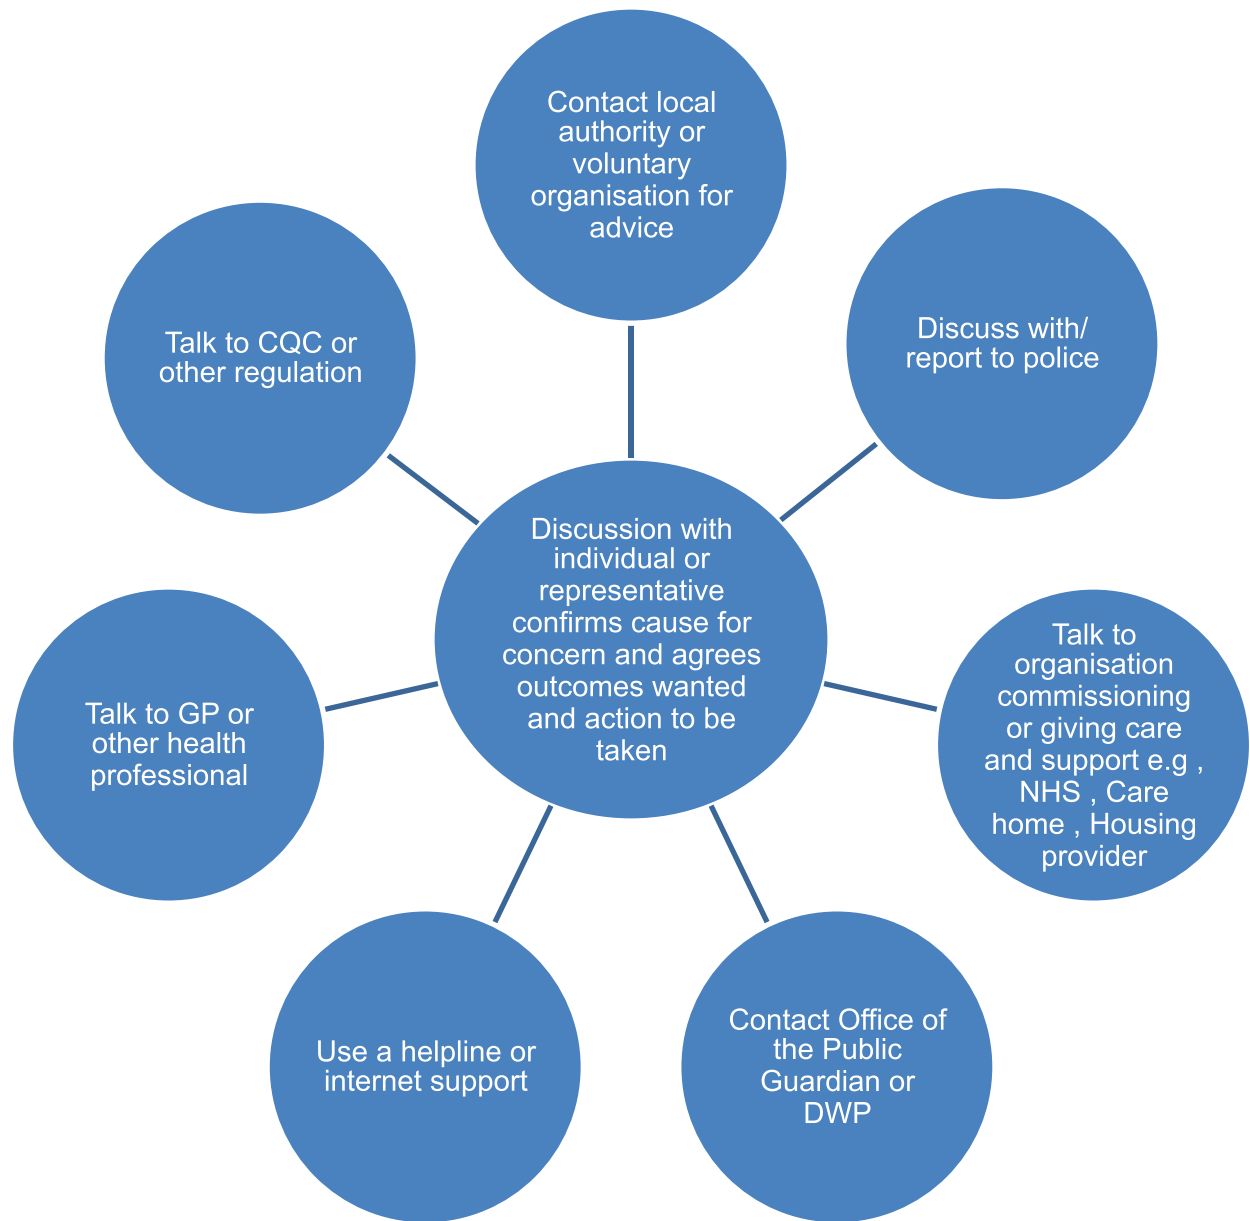 Contact local
authority or
voluntary
organisation for
advice
Discuss with/
report to police
Talk to
organisation
commissioning
or giving care
and support e.g ,
NHS , Care
home , Housing
provider
Contact Office of
the Public
Guardian or
DWP
Use a helpline or
internet support
Talk to GP or
other health
professional
Talk to CQC or
other regulation
Discussion with
individual or
representative
confirms cause for
concern and agrees
outcomes wanted
and action to be
taken